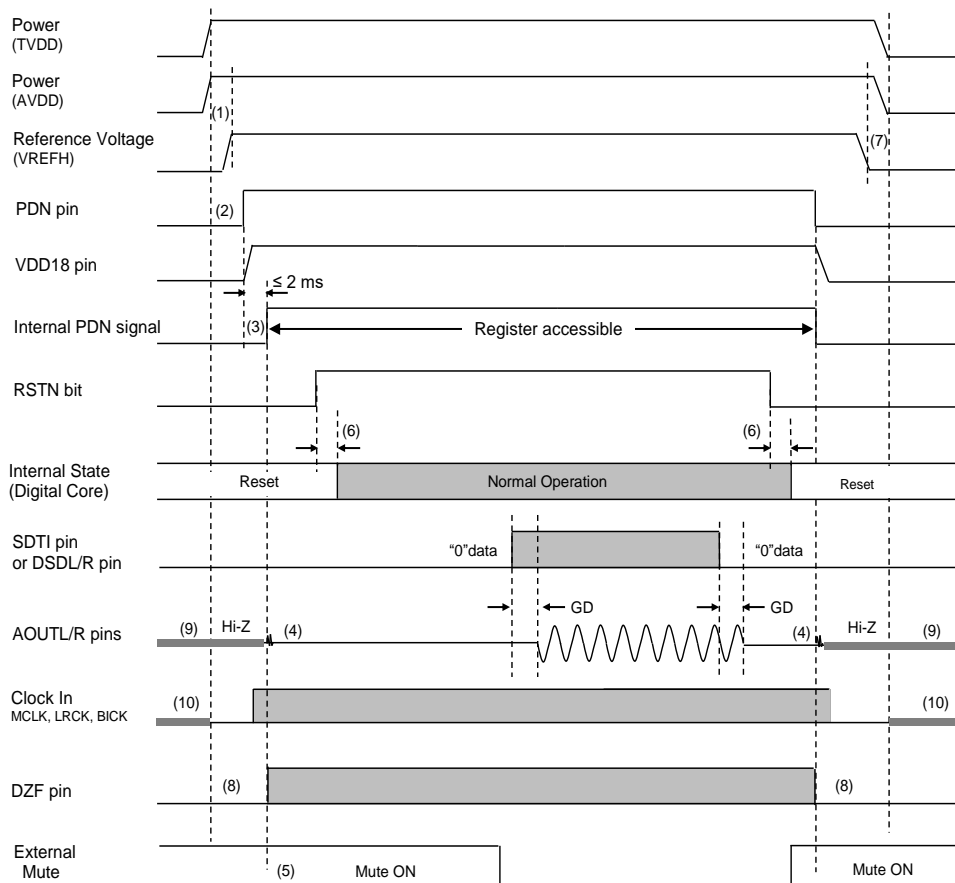 Power
(TVDD)
Power
(AVDD)
(1)
Reference Voltage
(VREFH)
(7)
PDN pin
(2)
VDD18 pin
≤ 2 ms
Internal PDN signal
(3)
Register accessible
RSTN bit
(6)
(6)
Internal State
(Digital Core)
Reset
Normal Operation
Reset
SDTI pin
or DSDL/R pin
“0”data
“0”data
GD
GD
AOUTL/R pins
(9)
Hi-Z
(4)
(4)
Hi-Z
(9)
Clock In
MCLK, LRCK, BICK
(10)
(10)
DZF pin
(8)
(8)
External
Mute
(5)
Mute ON
Mute ON